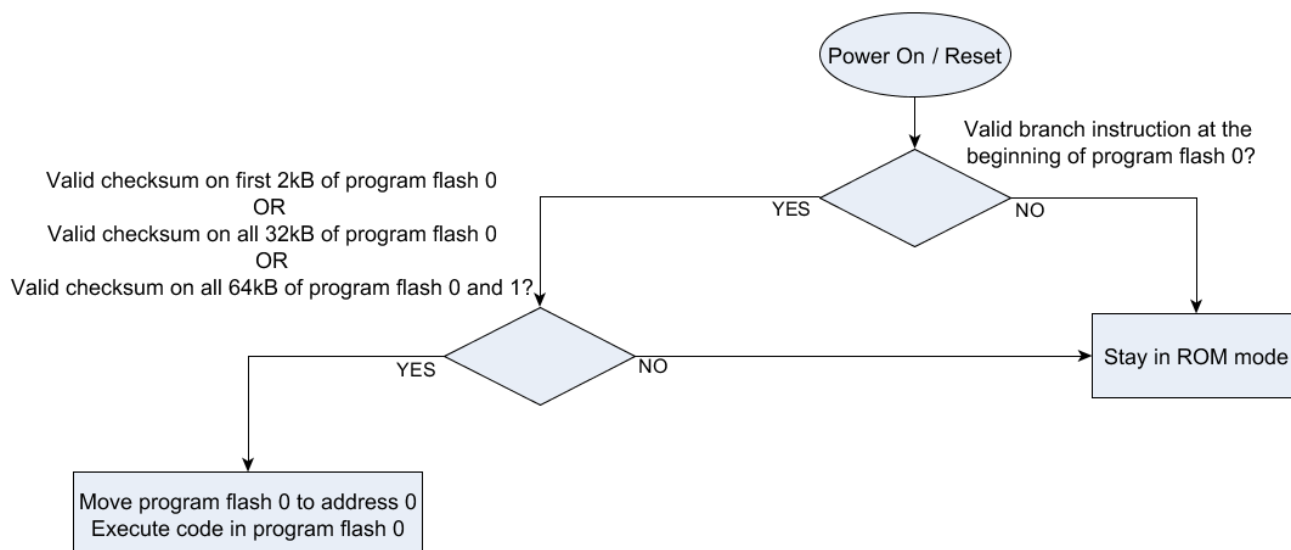 Power On / Reset
Valid branch instruction at the
beginning of program flash 0?
YES
NO
Valid checksum on first 2kB of program flash 0
OR
Valid checksum on all 32kB of program flash 0
OR
Valid checksum on all 64kB of program flash 0 and 1?
YES
NO
Stay in ROM mode
Move program flash 0 to address 0
Execute code in program flash 0